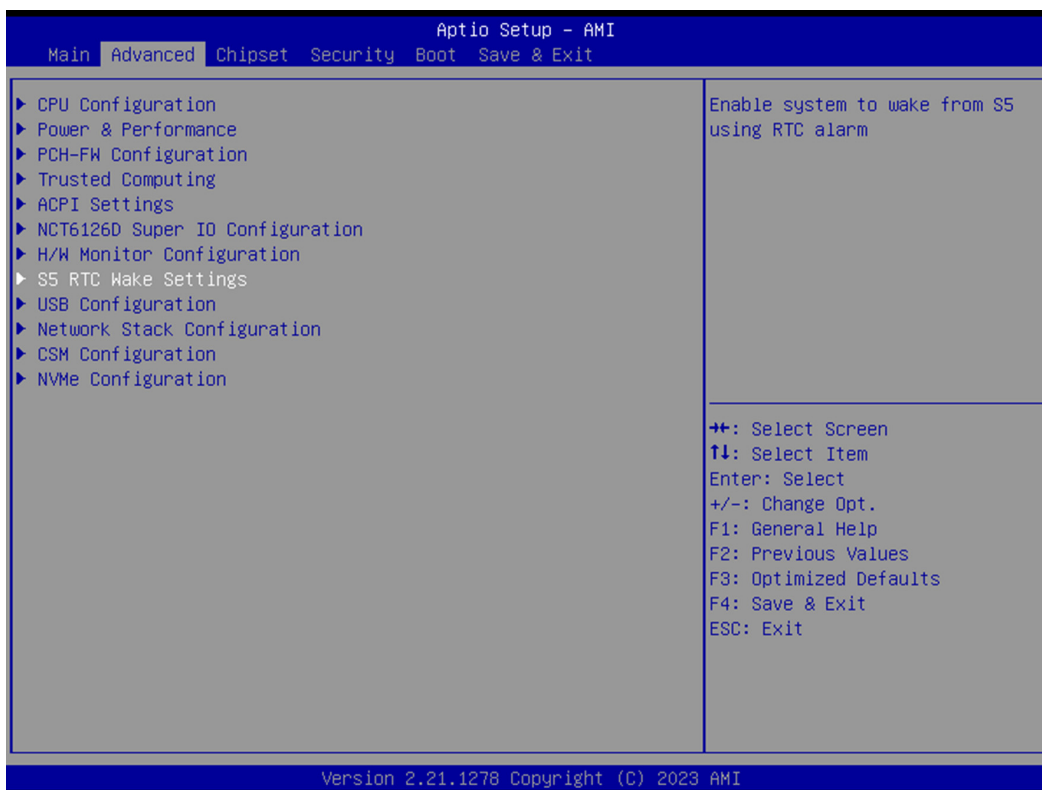 Aptio Setup – AMI
Main Advanced Chipset Security Boot Save & Exit
▶ CPU Configuration
▶ Power & Performance
▶ PCH-FW Configuration
▶ Trusted Computing
▶ ACPI Settings
▶ NCT6126D Super IO Configuration
▶ H/W Monitor Configuration
▶ S5 RTC Wake Settings
▶ USB Configuration
▶ Network Stack Configuration
▶ CSM Configuration
▶ NVMe Configuration
Enable system to wake from S5
using RTC alarm
→←: Select Screen
↑↓: Select Item
Enter: Select
+/-: Change Opt.
F1: General Help
F2: Previous Values
F3: Optimized Defaults
F4: Save & Exit
ESC: Exit
Version 2.21.1278 Copyright (C) 2023 AMI